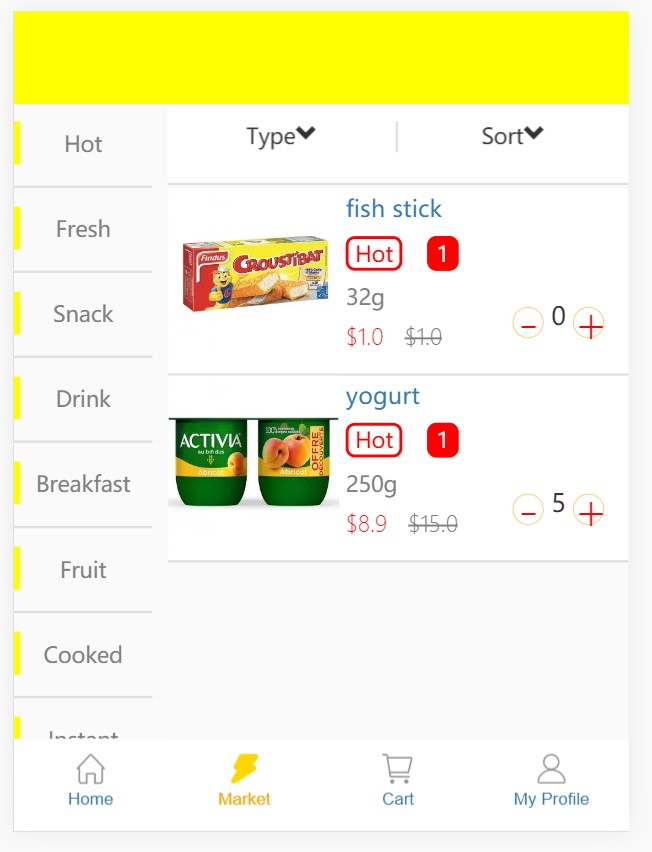 Type
Sort
Hot
Fresh
Snack
Drink
Breakfast
Fruit
Cooked
Instant
fish stick
Hot 1
32g
$1.0 $1.0
0
Findus
CROUSTIBAT
yogurt
Hot 1
250g
$8.9 $15.0
5
ACTIVIA
au bifidus
Abricot
Abricot
OFFRE
DÉCOUVERTE
Home
Market
Cart
My Profile